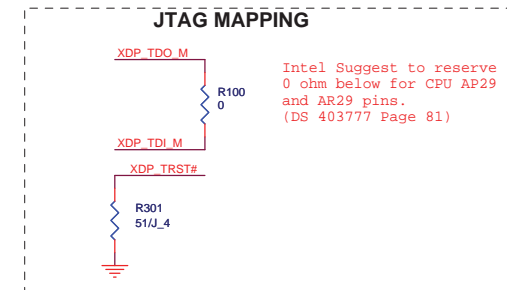 JTAG MAPPING
XDP_TDO_M
Intel Suggest to reserve
0 ohm below for CPU AP29
and AR29 pins.
(DS 403777 Page 81)
R100
0
XDP_TDI_M
XDP_TRST#
R301
51/J_4